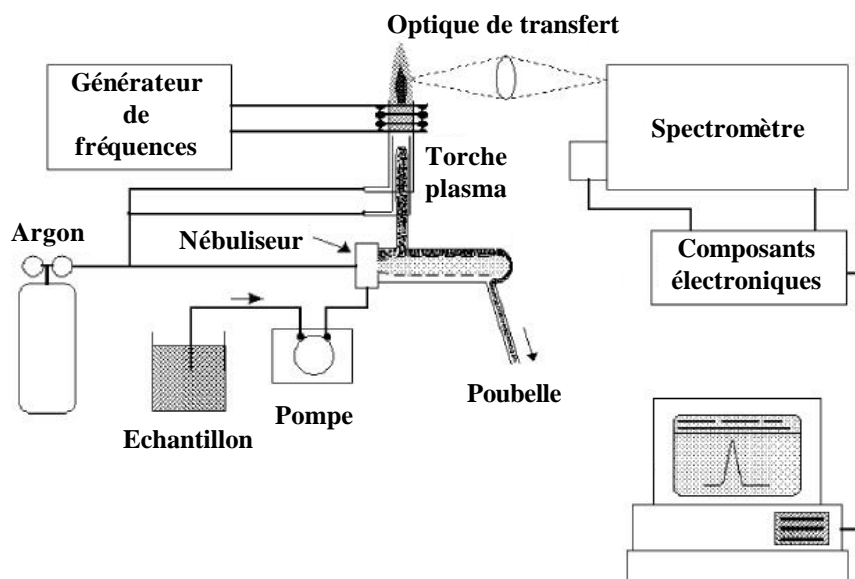 Optique de transfert
Générateur
de
fréquences
Spectromètre
Torche
plasma
Argon
Nébuliseur
Composants
électroniques
Poubelle
Pompe
Echantillon